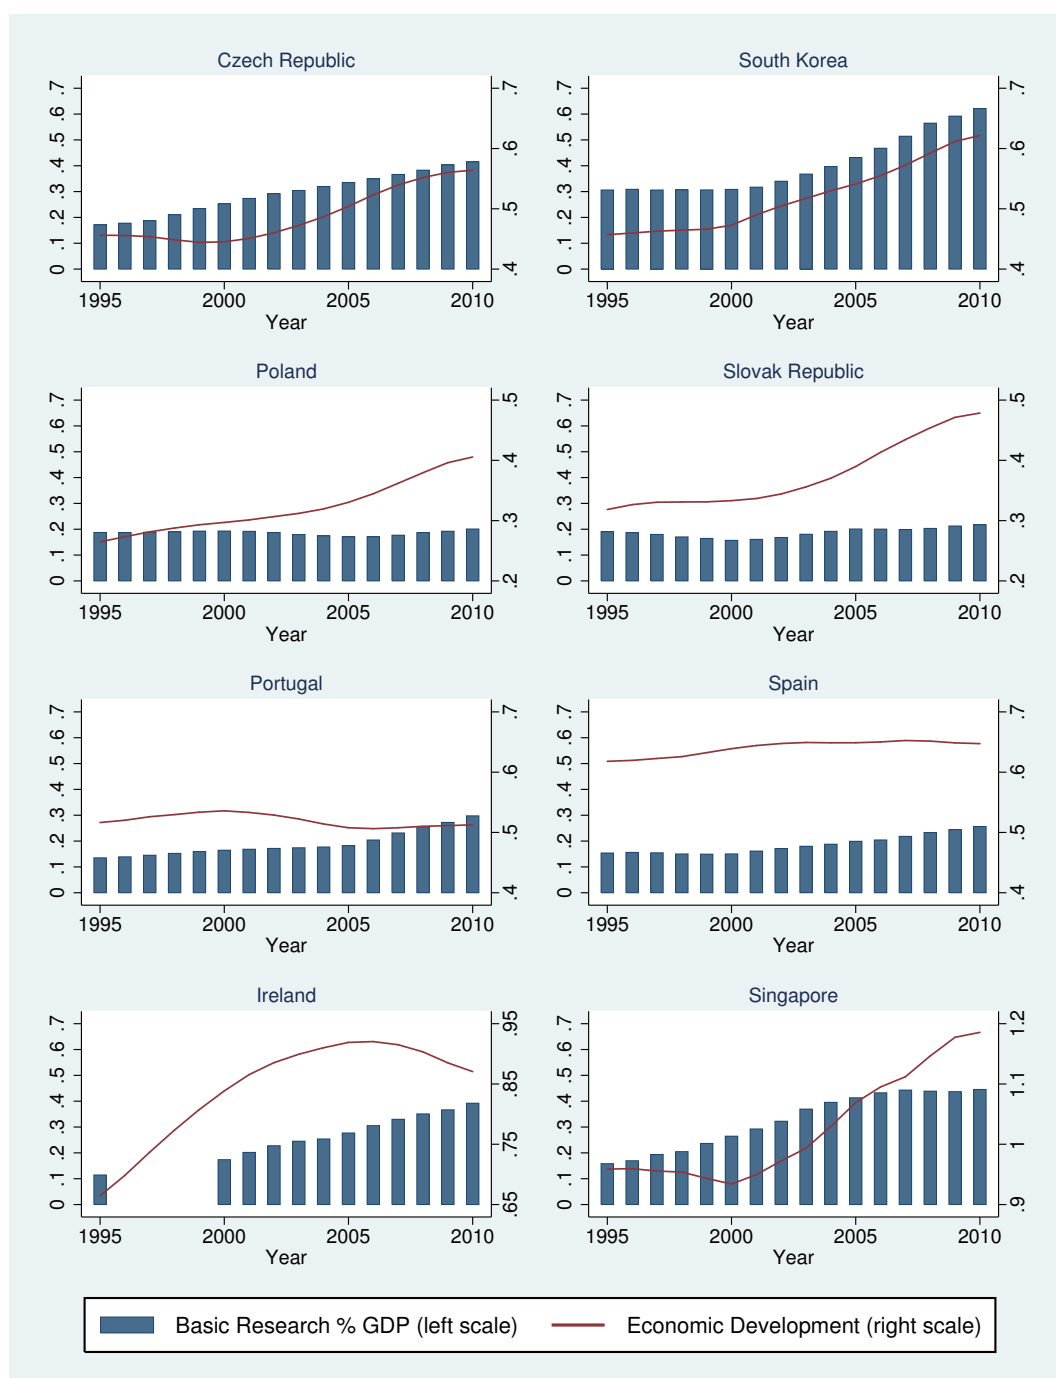 Czech Republic
0 .1 .2 .3 .4 .5 .6 .7
.4 .5 .6 .7
1995 2000 2005 2010
Year
South Korea
0 .1 .2 .3 .4 .5 .6 .7
.4 .5 .6 .7
1995 2000 2005 2010
Year
Poland
0 .1 .2 .3 .4 .5 .6 .7
.2 .3 .4 .5
1995 2000 2005 2010
Year
Slovak Republic
0 .1 .2 .3 .4 .5 .6 .7
.2 .3 .4 .5
1995 2000 2005 2010
Year
Portugal
0 .1 .2 .3 .4 .5 .6 .7
.4 .5 .6 .7
1995 2000 2005 2010
Year
Spain
0 .1 .2 .3 .4 .5 .6 .7
.4 .5 .6 .7
1995 2000 2005 2010
Year
Ireland
0 .1 .2 .3 .4 .5 .6 .7
.65 .75 .85 .95
1995 2000 2005 2010
Year
Singapore
0 .1 .2 .3 .4 .5 .6 .7
.9 1 1.1 1.2
1995 2000 2005 2010
Year
Basic Research % GDP (left scale) Economic Development (right scale)